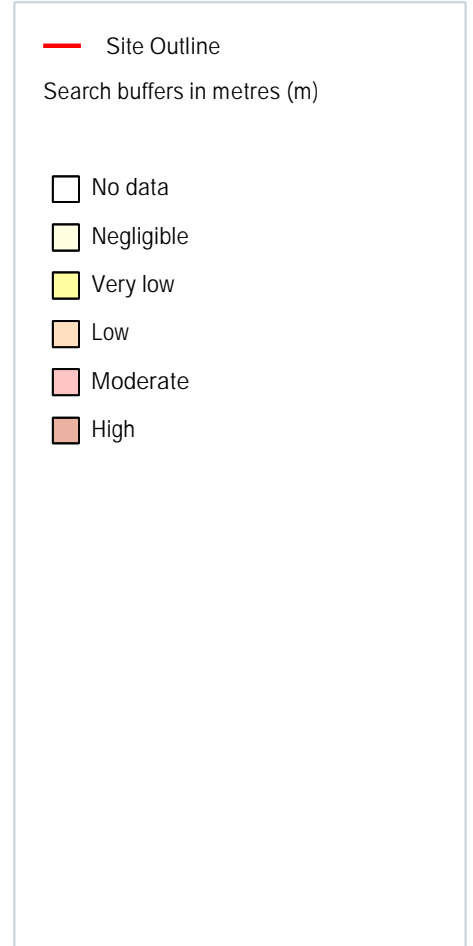 Site Outline
Search buffers in metres (m)
No data
Negligible
Very low
Low
Moderate
High